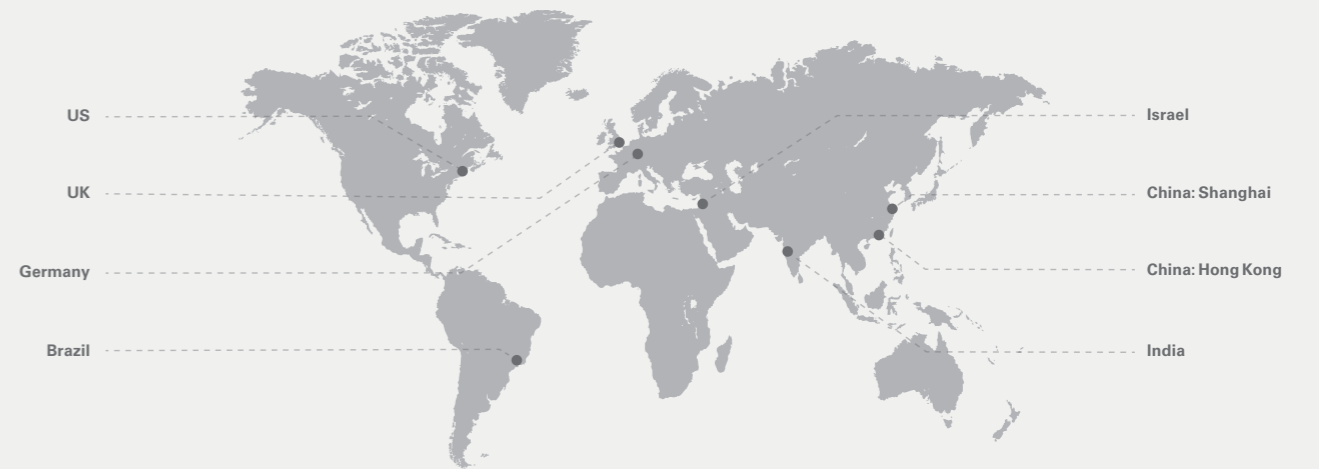 US
UK
Germany
Brazil
Israel
China: Shanghai
China: Hong Kong
India